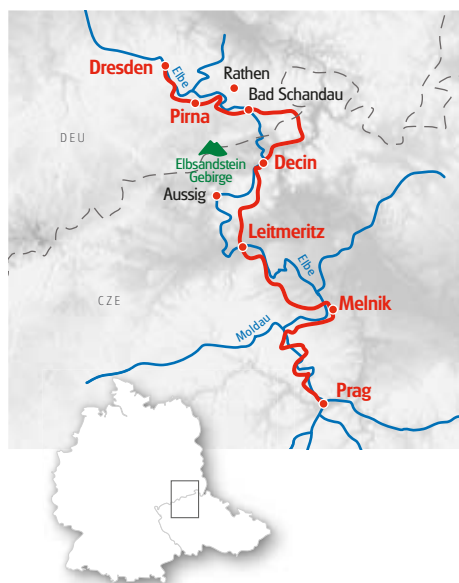 Dresden
Elbe
Rathen
Bad Schandau
Pirna
DEU
Elbsandstein
Gebirge
Decin
Aussig
Leitmeritz
Elbe
CZE
Melnik
Moldau
Prag